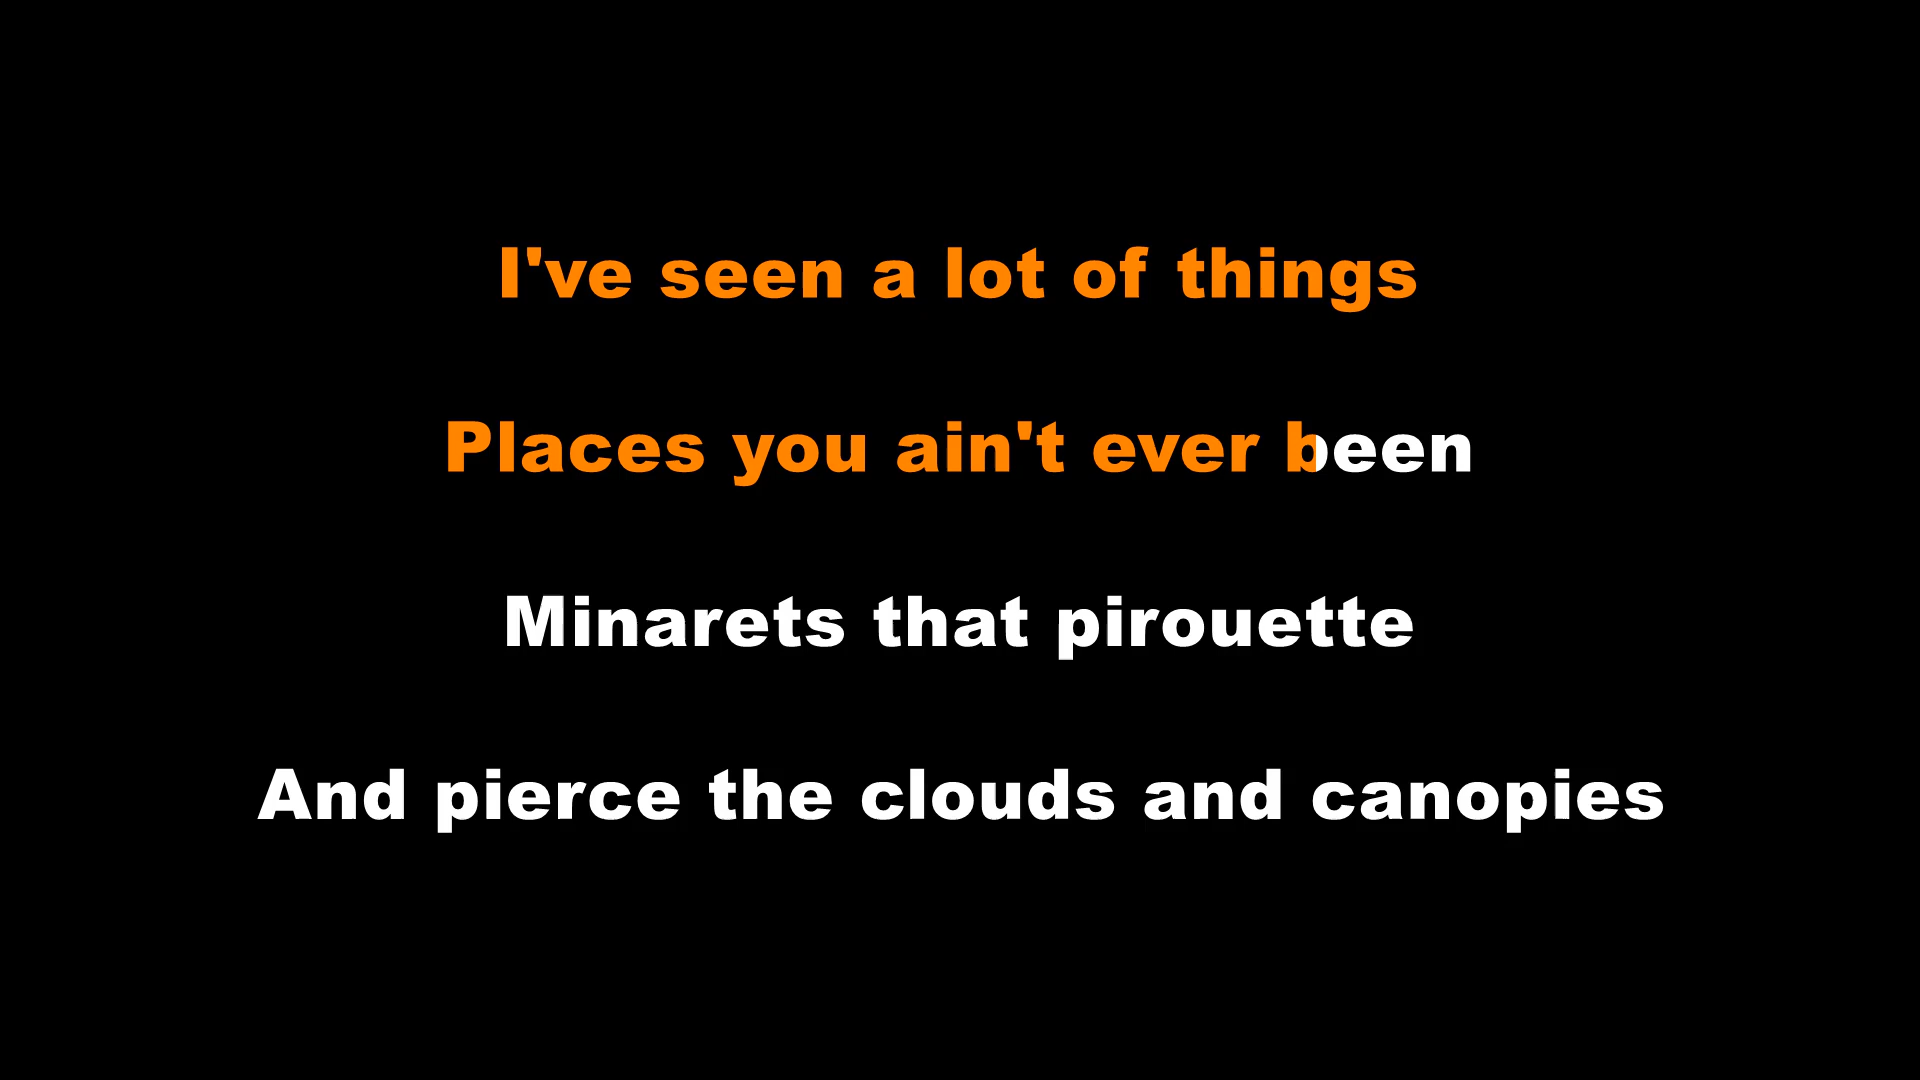 I've seen a lot of things
Places you ain't ever been
Minarets that pirouette
And pierce the clouds and canopies